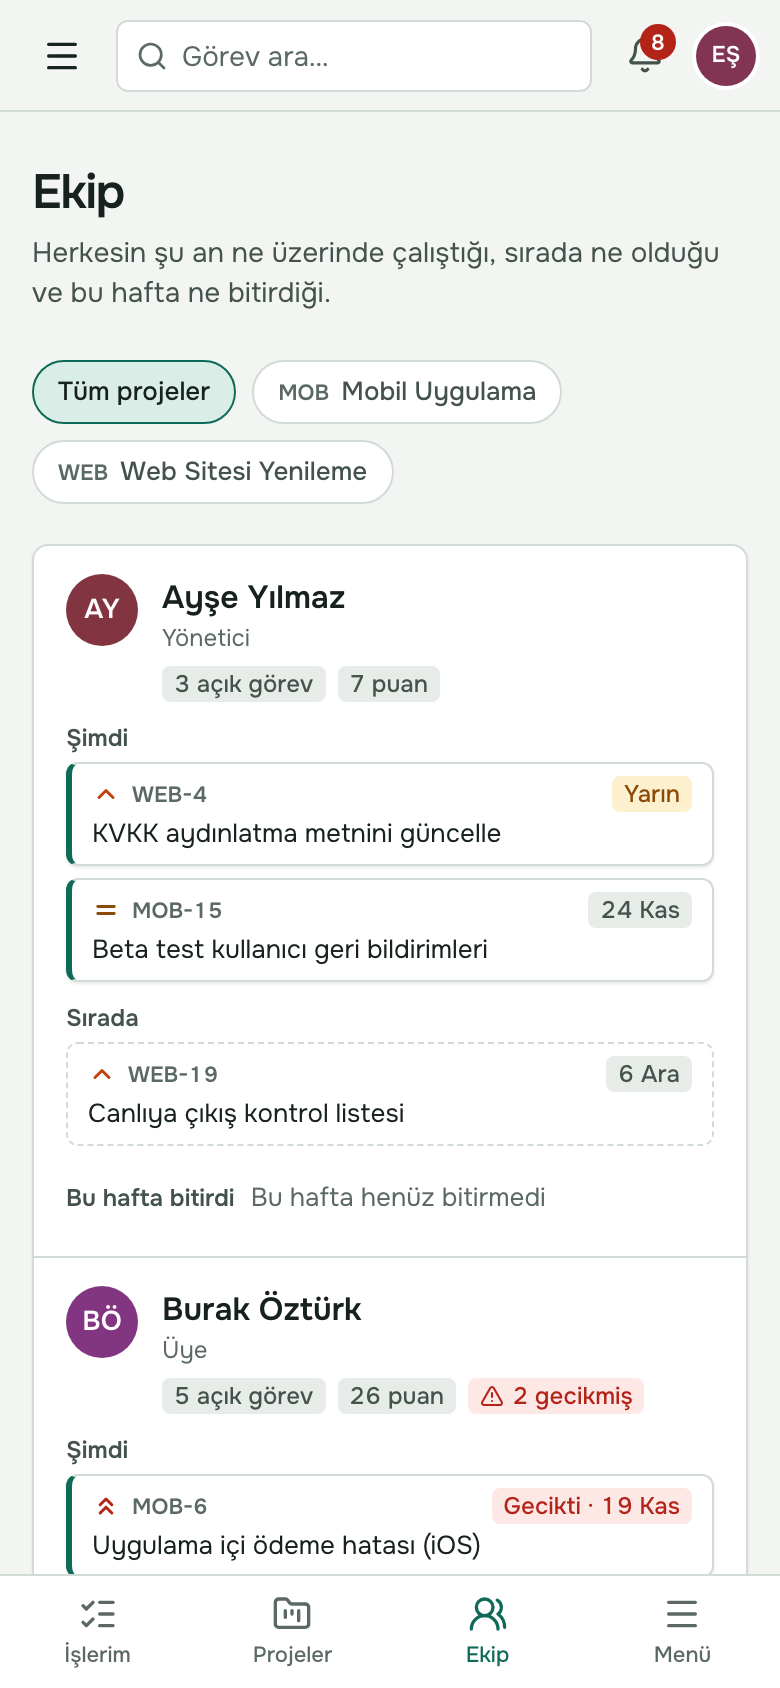 Görev ara...
8
EŞ
Ekip
Herkesin şu an ne üzerinde çalıştığı, sırada ne olduğu
ve bu hafta ne bitirdiği.
Tüm projeler
MOB Mobil Uygulama
WEB Web Sitesi Yenileme
AY
Ayşe Yılmaz
Yönetici
3 açık görev
7 puan
Şimdi
WEB-4
Yarın
KVKK aydınlatma metnini güncelle
MOB-15
24 Kas
Beta test kullanıcı geri bildirimleri
Sırada
WEB-19
6 Ara
Canlıya çıkış kontrol listesi
Bu hafta bitirdi Bu hafta henüz bitirmedi
BÖ
Burak Öztürk
Üye
5 açık görev
26 puan
2 gecikmiş
Şimdi
MOB-6
Gecikti · 19 Kas
Uygulama içi ödeme hatası (iOS)
İşlerim
Projeler
Ekip
Menü